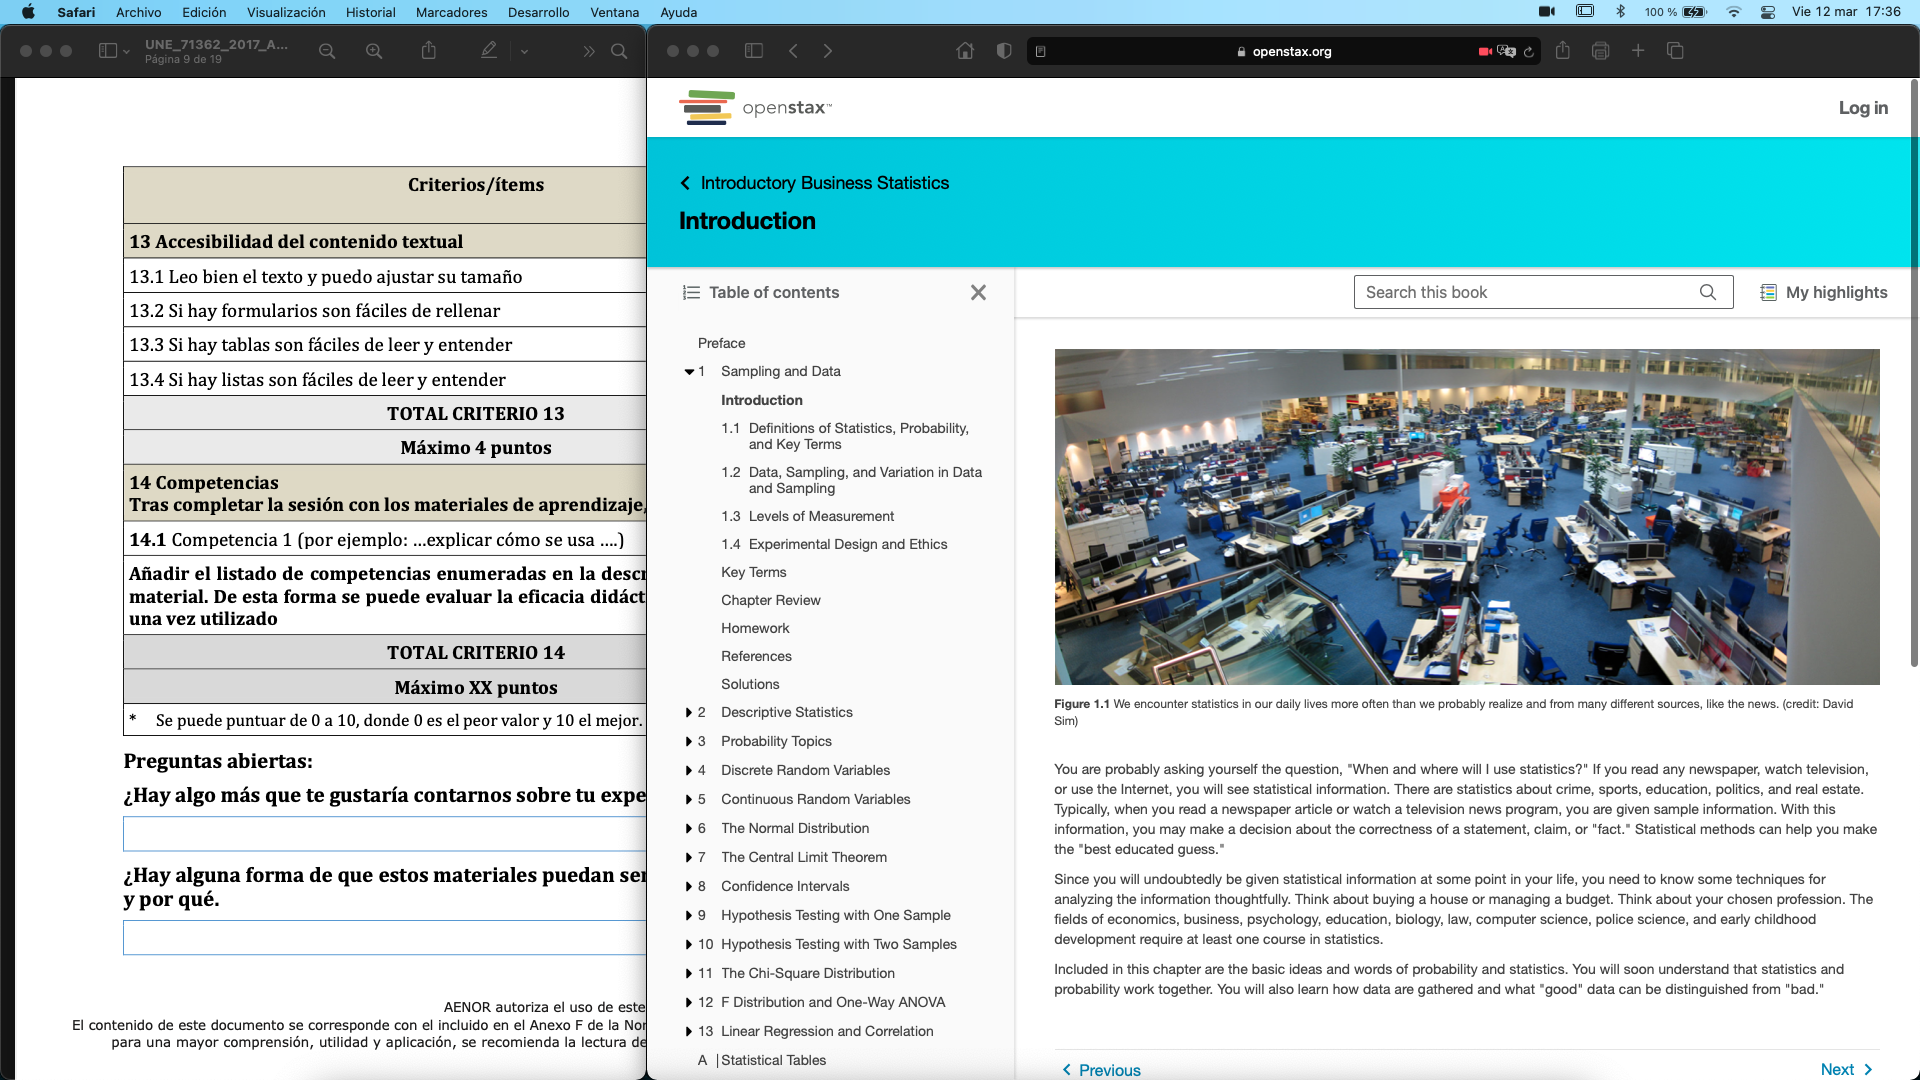 Safari Archivo Edición Visualización Historial Marcadores Desarrollo Ventana Ayuda
100 % Vie 12 mar 17:36
UNE_71362_2017_A...
Página 9 de 19
Criterios/ítems
13 Accesibilidad del contenido textual
13.1 Leo bien el texto y puedo ajustar su tamaño
13.2 Si hay formularios son fáciles de rellenar
13.3 Si hay tablas son fáciles de leer y entender
13.4 Si hay listas son fáciles de leer y entender
TOTAL CRITERIO 13
Máximo 4 puntos
14 Competencias
Tras completar la sesión con los materiales de aprendizaje,
14.1 Competencia 1 (por ejemplo: ...explicar cómo se usa ....)
Añadir el listado de competencias enumeradas en la descr
material. De esta forma se puede evaluar la eficacia didáct
una vez utilizado
TOTAL CRITERIO 14
Máximo XX puntos
* Se puede puntuar de 0 a 10, donde 0 es el peor valor y 10 el mejor.
Preguntas abiertas:
¿Hay algo más que te gustaría contarnos sobre tu expe
¿Hay alguna forma de que estos materiales puedan ser
y por qué.
AENOR autoriza el uso de este
El contenido de este documento se corresponde con el incluido en el Anexo F de la Nor
para una mayor comprensión, utilidad y aplicación, se recomienda la lectura de
openstax.org
openstax™
Log in
Introductory Business Statistics
Introduction
Table of contents
Search this book
My highlights
Preface
1 Sampling and Data
Introduction
1.1 Definitions of Statistics, Probability,
and Key Terms
1.2 Data, Sampling, and Variation in Data
and Sampling
1.3 Levels of Measurement
1.4 Experimental Design and Ethics
Key Terms
Chapter Review
Homework
References
Solutions
2 Descriptive Statistics
3 Probability Topics
4 Discrete Random Variables
5 Continuous Random Variables
6 The Normal Distribution
7 The Central Limit Theorem
8 Confidence Intervals
9 Hypothesis Testing with One Sample
10 Hypothesis Testing with Two Samples
11 The Chi-Square Distribution
12 F Distribution and One-Way ANOVA
13 Linear Regression and Correlation
A | Statistical Tables
Figure 1.1 We encounter statistics in our daily lives more often than we probably realize and from many different sources, like the news. (credit: David
Sim)
You are probably asking yourself the question, "When and where will I use statistics?" If you read any newspaper, watch television,
or use the Internet, you will see statistical information. There are statistics about crime, sports, education, politics, and real estate.
Typically, when you read a newspaper article or watch a television news program, you are given sample information. With this
information, you may make a decision about the correctness of a statement, claim, or "fact." Statistical methods can help you make
the "best educated guess."
Since you will undoubtedly be given statistical information at some point in your life, you need to know some techniques for
analyzing the information thoughtfully. Think about buying a house or managing a budget. Think about your chosen profession. The
fields of economics, business, psychology, education, biology, law, computer science, police science, and early childhood
development require at least one course in statistics.
Included in this chapter are the basic ideas and words of probability and statistics. You will soon understand that statistics and
probability work together. You will also learn how data are gathered and what "good" data can be distinguished from "bad."
Previous
Next